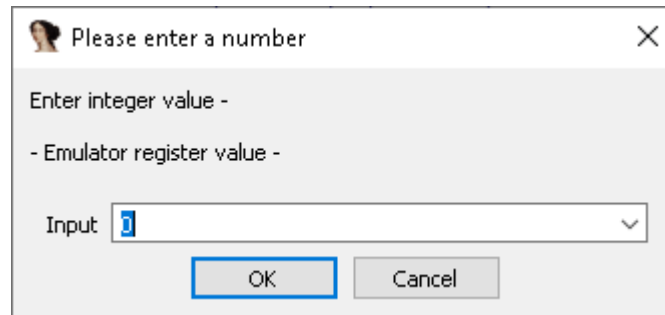 Please enter a number
Enter integer value -
- Emulator register value -
Input 0
OK Cancel